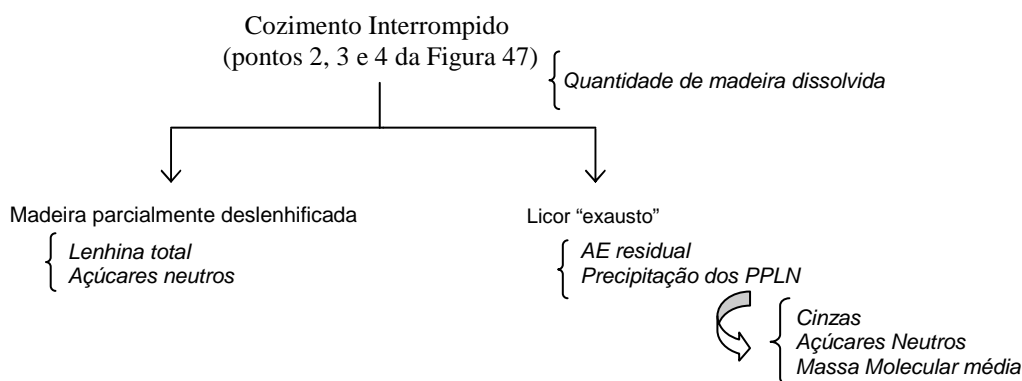 Cozimento Interrompido
(pontos 2, 3 e 4 da Figura 47)
Quantidade de madeira dissolvida
Madeira parcialmente deslenhificada
Lenhina total
Açúcares neutros
Licor “exausto”
AE residual
Precipitação dos PPLN
Cinzas
Açúcares Neutros
Massa Molecular média